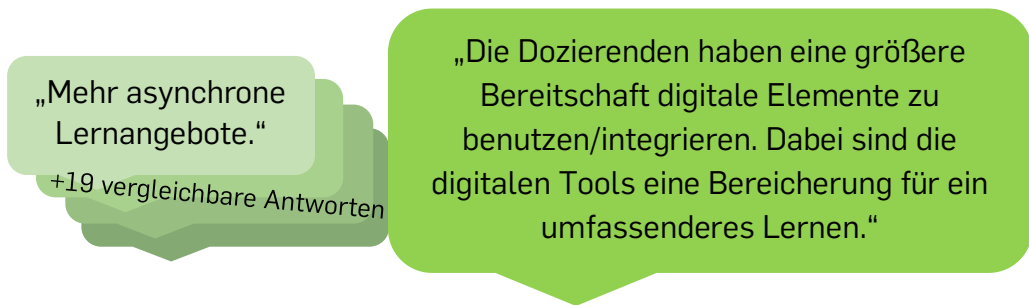 „Mehr asynchrone
Lernangebote.“
+19 vergleichbare Antworten
„Die Dozierenden haben eine größere
Bereitschaft digitale Elemente zu
benutzen/integrieren. Dabei sind die
digitalen Tools eine Bereicherung für ein
umfassenderes Lernen.“